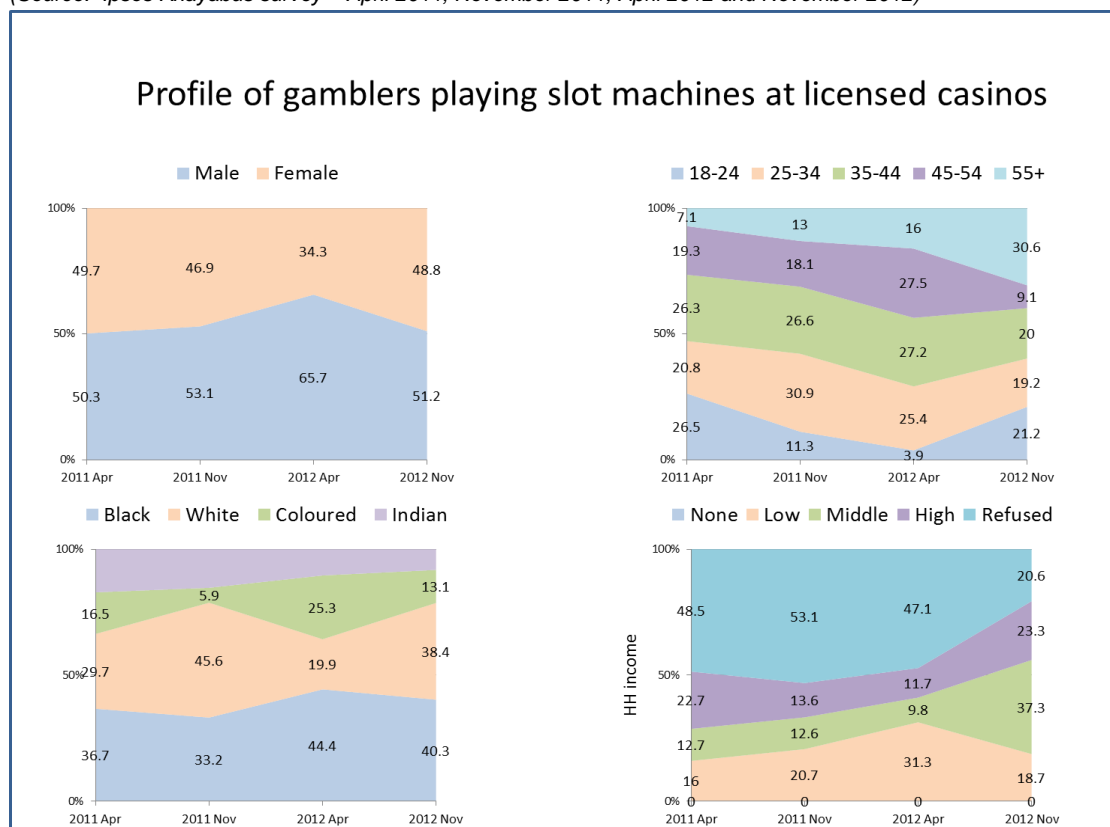 Profile of gamblers playing slot machines at licensed casinos
Male Female
100%
50%
0%
49.7 46.9 34.3 48.8
50.3 53.1 65.7 51.2
2011 Apr 2011 Nov 2012 Apr 2012 Nov
18-24 25-34 35-44 45-54 55+
100%
50%
0%
7.1 13 16 30.6
19.3 18.1 27.5 9.1
26.3 26.6 27.2 20
20.8 30.9 25.4 19.2
26.5 11.3 3.9 21.2
2011 Apr 2011 Nov 2012 Apr 2012 Nov
Black White Coloured Indian
100%
50%
0%
16.5 5.9 25.3 13.1
29.7 45.6 19.9 38.4
36.7 33.2 44.4 40.3
2011 Apr 2011 Nov 2012 Apr 2012 Nov
None Low Middle High Refused
HH income
100%
50%
0%
48.5 53.1 47.1 20.6
22.7 13.6 11.7 23.3
12.7 12.6 9.8 37.3
16 20.7 31.3 18.7
0 0 0 0
2011 Apr 2011 Nov 2012 Apr 2012 Nov